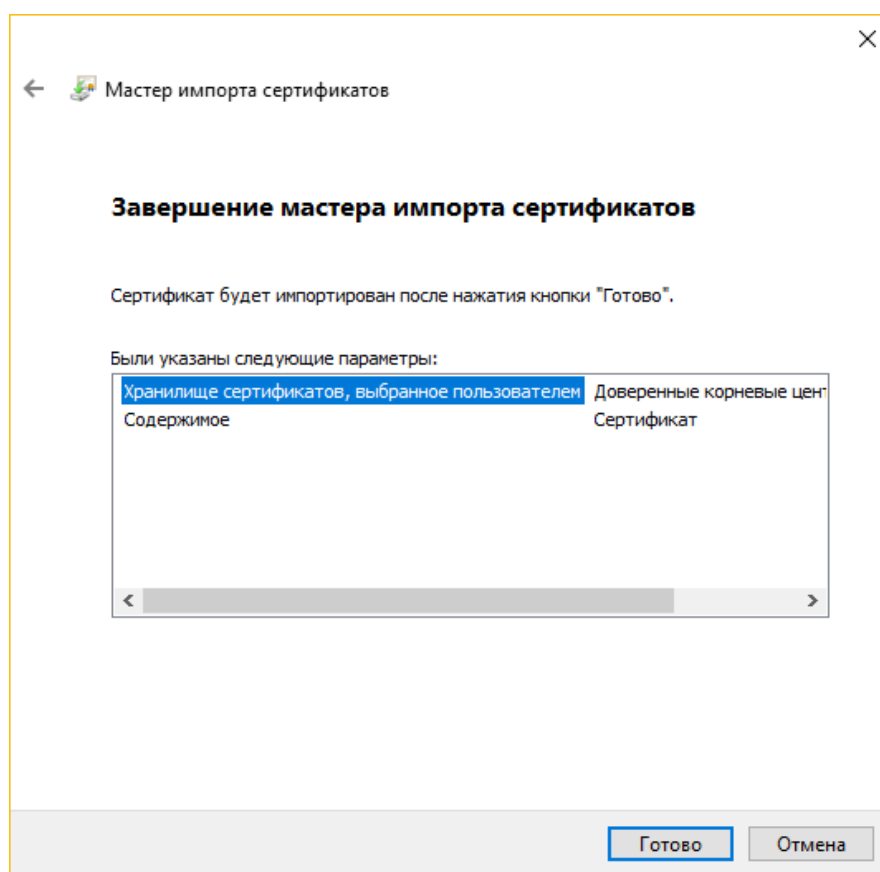 Мастер импорта сертификатов
Завершение мастера импорта сертификатов
Сертификат будет импортирован после нажатия кнопки "Готово".
Были указаны следующие параметры:
Хранилище сертификатов, выбранное пользователем Доверенные корневые цент
Содержимое Сертификат
Готово Отмена